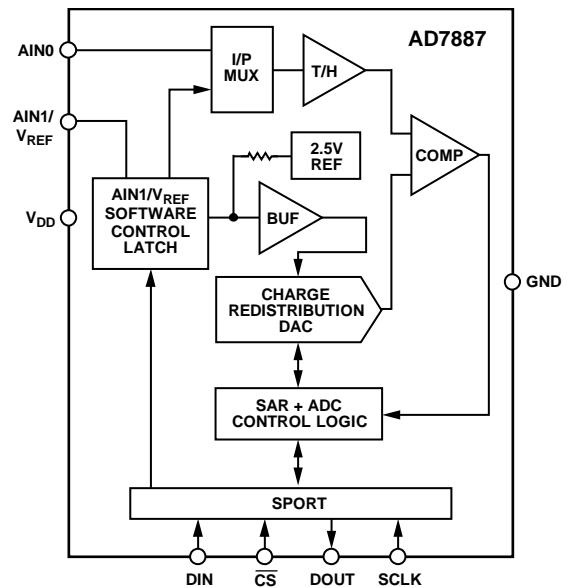 AD7887
AIN0
I/P
MUX
T/H
AIN1/
VREF
2.5V
REF
COMP
AIN1/VREF
SOFTWARE
CONTROL
LATCH
VDD
BUF
GND
CHARGE
REDISTRIBUTION
DAC
SAR + ADC
CONTROL LOGIC
SPORT
DIN
CS
DOUT
SCLK